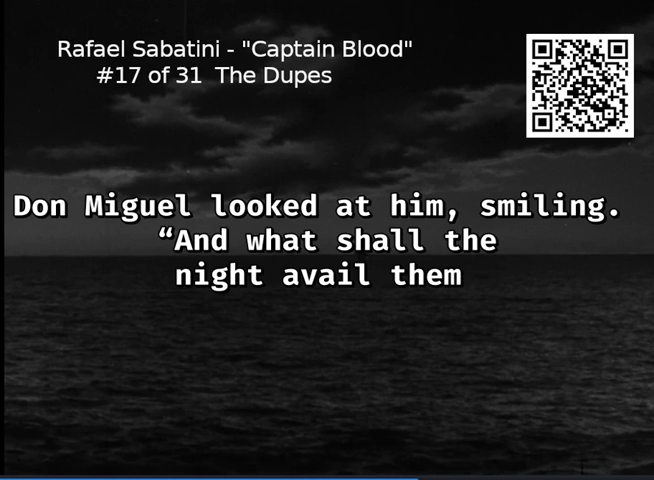 Rafael Sabatini - "Captain Blood"
#17 of 31 The Dupes
Don Miguel looked at him, smiling.
“And what shall the
night avail them